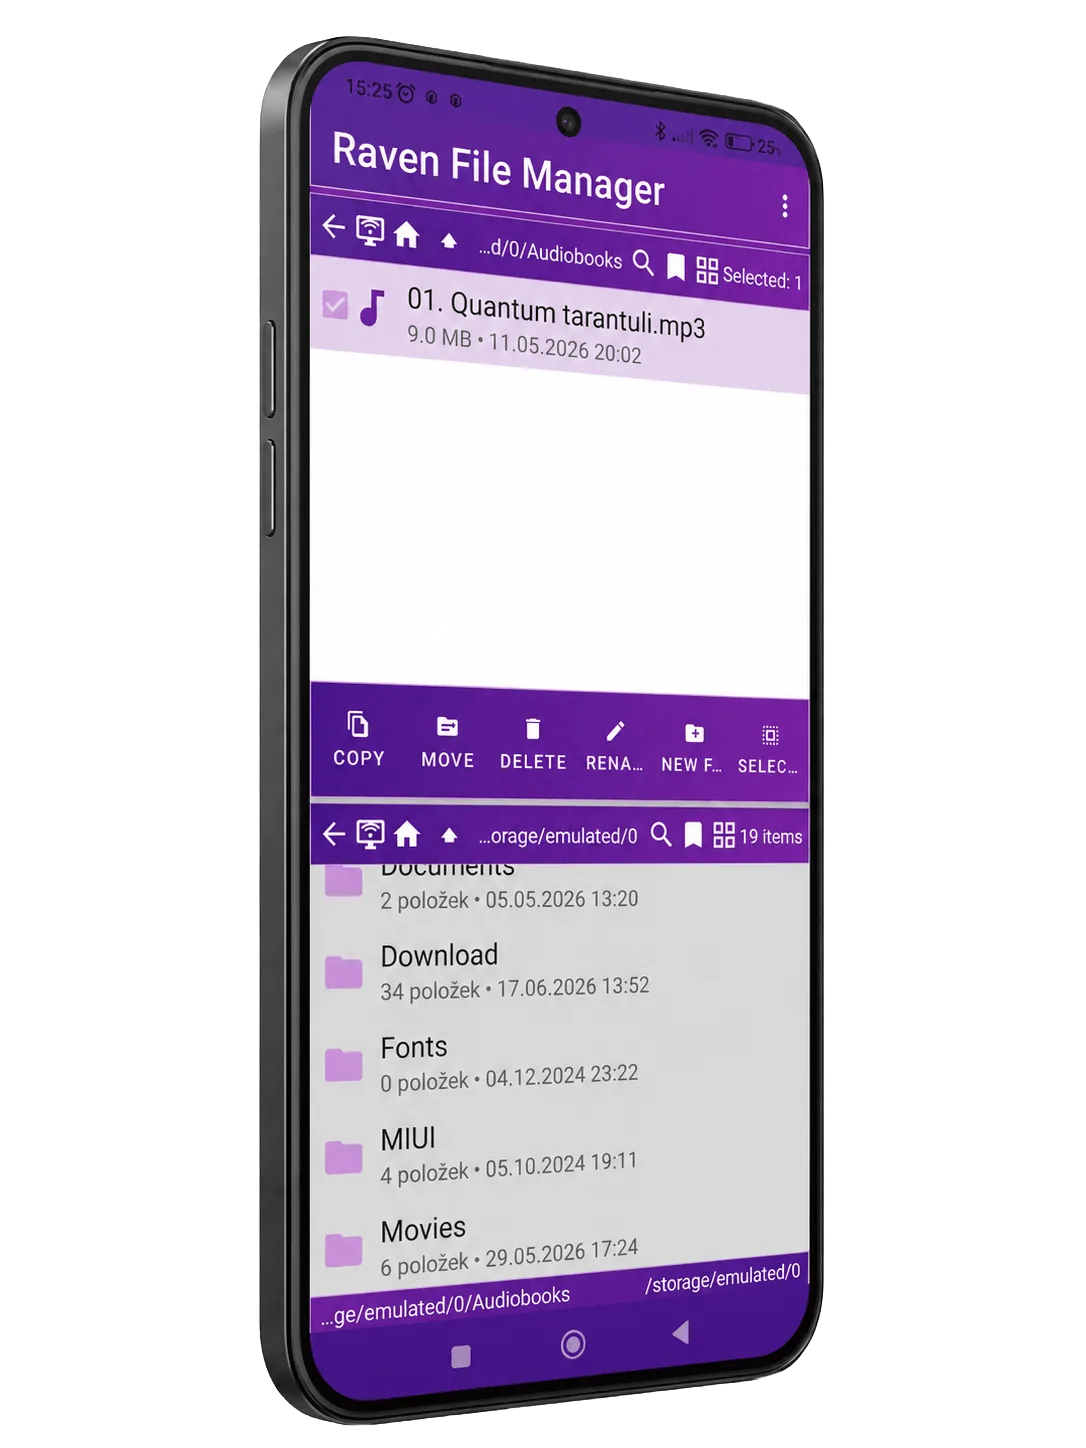 15:25
25%
Raven File Manager
...d/0/Audiobooks
Selected: 1
01. Quantum tarantuli.mp3
9.0 MB • 11.05.2026 20:02
COPY
MOVE
DELETE
RENA...
NEW F...
SELEC...
...orage/emulated/0
19 items
Documents
2 položek • 05.05.2026 13:20
Download
34 položek • 17.06.2026 13:52
Fonts
0 položek • 04.12.2024 23:22
MIUI
4 položek • 05.10.2024 19:11
Movies
6 položek • 29.05.2026 17:24
...ge/emulated/0/Audiobooks
/storage/emulated/0